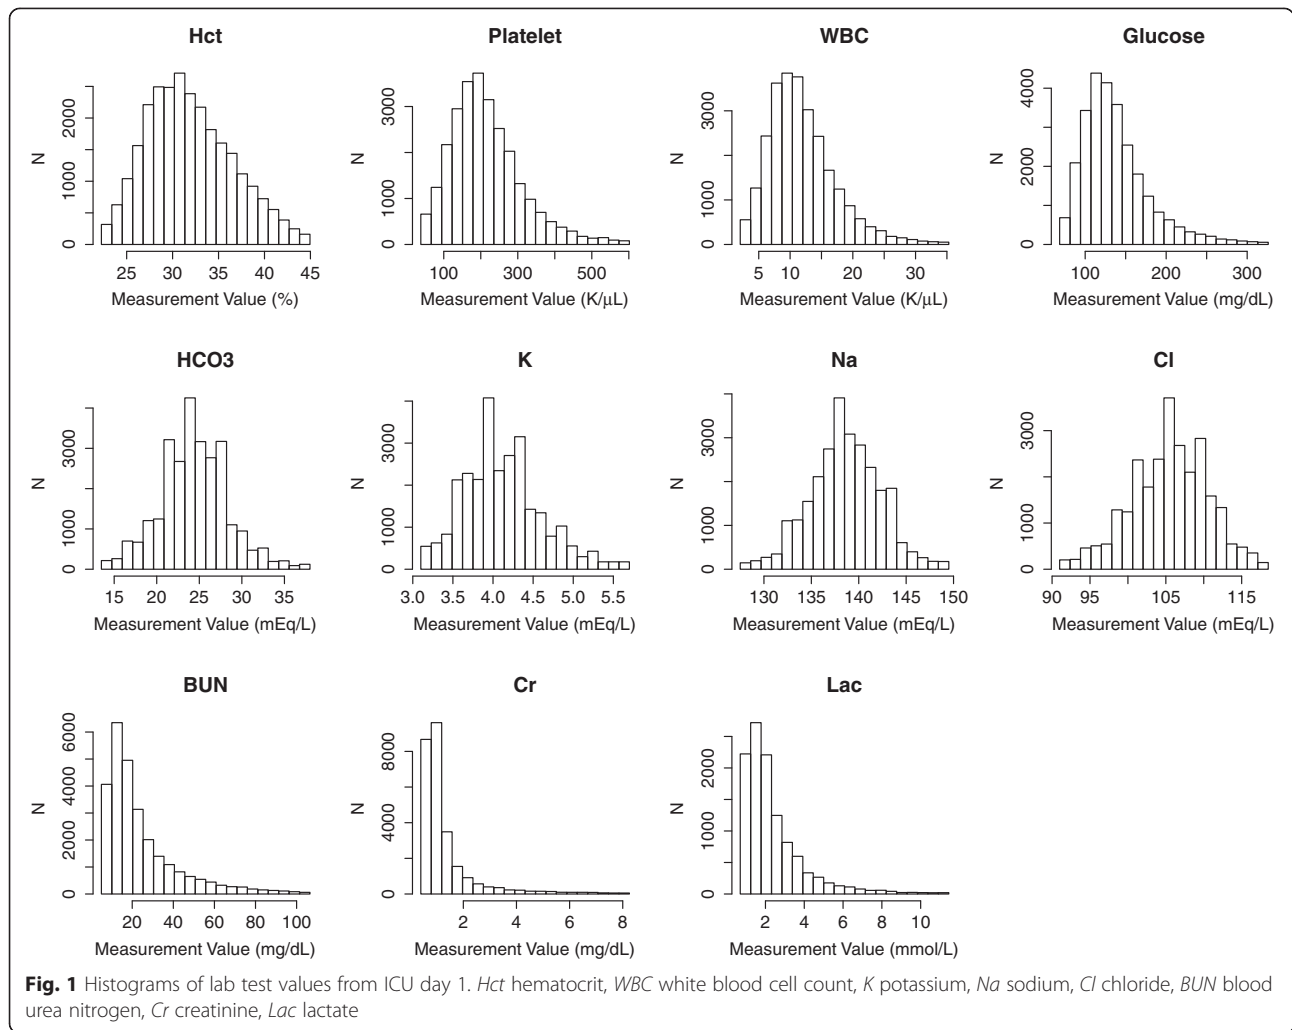 Hct
Platelet
WBC
Glucose
N
0
1000
2000
25
30
35
40
45
Measurement Value (%)
N
0
1000
3000
100
300
500
Measurement Value (K/μL)
N
0
1000
3000
5
10
20
30
Measurement Value (K/μL)
N
0
2000
4000
100
200
300
Measurement Value (mg/dL)
HCO3
K
Na
Cl
N
0
1000
3000
15
20
25
30
35
Measurement Value (mEq/L)
N
0
1000
3000
3.0
3.5
4.0
4.5
5.0
5.5
Measurement Value (mEq/L)
N
0
1000
3000
130
135
140
145
150
Measurement Value (mEq/L)
N
0
1000
3000
90
95
105
115
Measurement Value (mEq/L)
BUN
Cr
Lac
N
0
2000
4000
6000
20
40
60
80
100
Measurement Value (mg/dL)
N
0
4000
8000
2
4
6
8
Measurement Value (mg/dL)
N
0
1000
2000
2
4
6
8
10
Measurement Value (mmol/L)
Fig. 1 Histograms of lab test values from ICU day 1. Hct hematocrit, WBC white blood cell count, K potassium, Na sodium, Cl chloride, BUN blood
urea nitrogen, Cr creatinine, Lac lactate